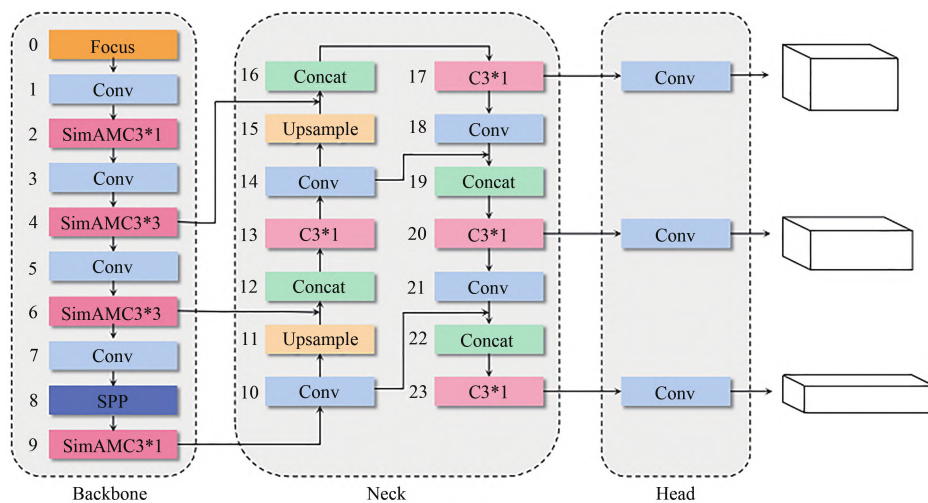 0 Focus
1 Conv
2 SimAMC3*1
3 Conv
4 SimAMC3*3
5 Conv
6 SimAMC3*3
7 Conv
8 SPP
9 SimAMC3*1
Backbone
16 Concat
15 Upsample
14 Conv
13 C3*1
12 Concat
11 Upsample
10 Conv
17 C3*1
18 Conv
19 Concat
20 C3*1
21 Conv
22 Concat
23 C3*1
Neck
Conv
Conv
Conv
Head